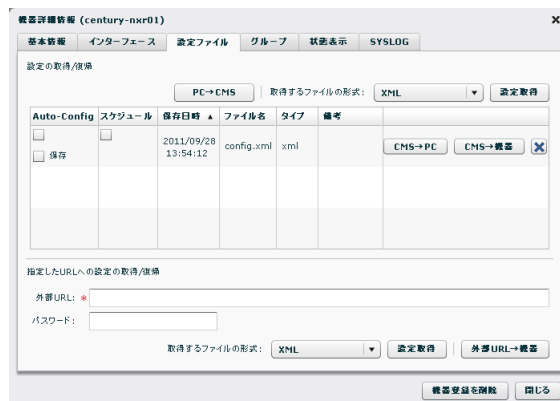 機器詳細情報 (century-nxr01)
基本情報 インターフェース 設定ファイル グループ 状態表示 SYSLOG
設定の取得/復帰
PC→CMS 取得するファイルの形式: XML 設定取得
Auto-Config スケジュール 保存日時 ▲ ファイル名 タイプ 備考
保存 2011/09/28 13:54:12 config.xml xml CMS→PC CMS→機器
指定したURLへの設定の取得/復帰
外部URL: *
パスワード:
取得するファイルの形式: XML 設定取得 外部URL→機器
機器登録を削除 閉じる